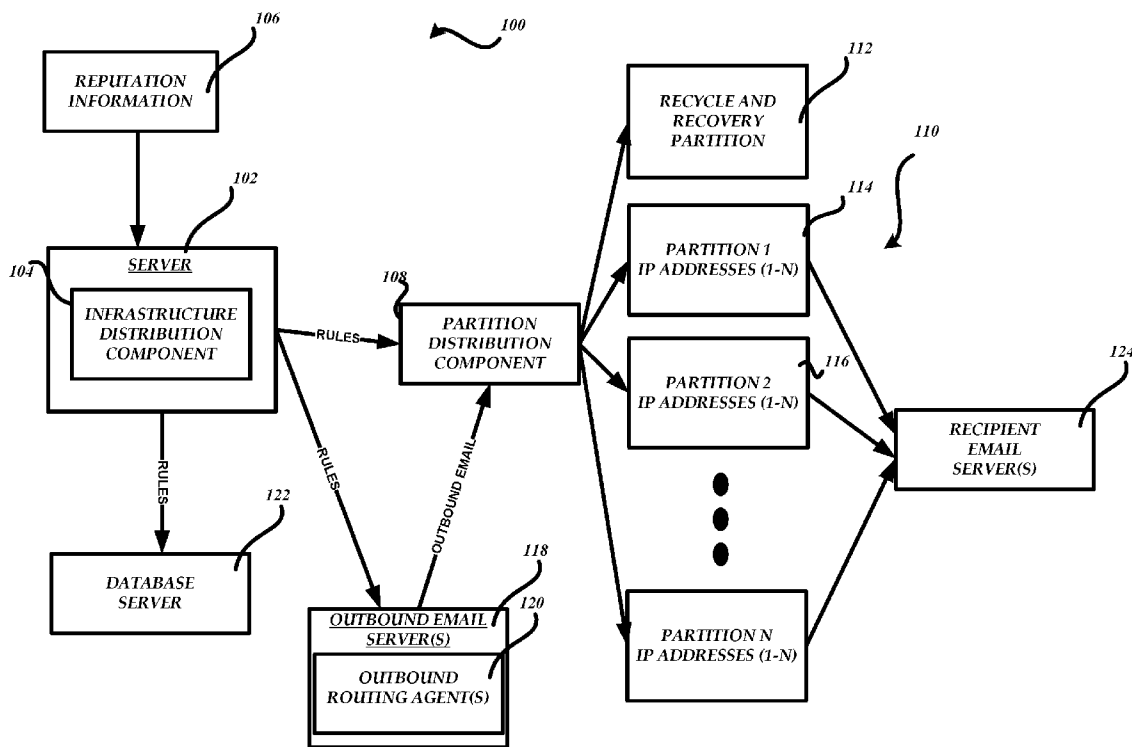 100
106
REPUTATION
INFORMATION
112
RECYCLE AND
RECOVERY
PARTITION
110
102
SERVER
104
INFRASTRUCTURE
DISTRIBUTION
COMPONENT
RULES
108
PARTITION
DISTRIBUTION
COMPONENT
114
PARTITION 1
IP ADDRESSES (1-N)
116
PARTITION 2
IP ADDRESSES (1-N)
124
RECIPIENT
EMAIL
SERVER(S)
RULES
RULES
OUTBOUND EMAIL
122
DATABASE
SERVER
118
OUTBOUND EMAIL
SERVER(S)
120
OUTBOUND
ROUTING AGENT(S)
PARTITION N
IP ADDRESSES (1-N)